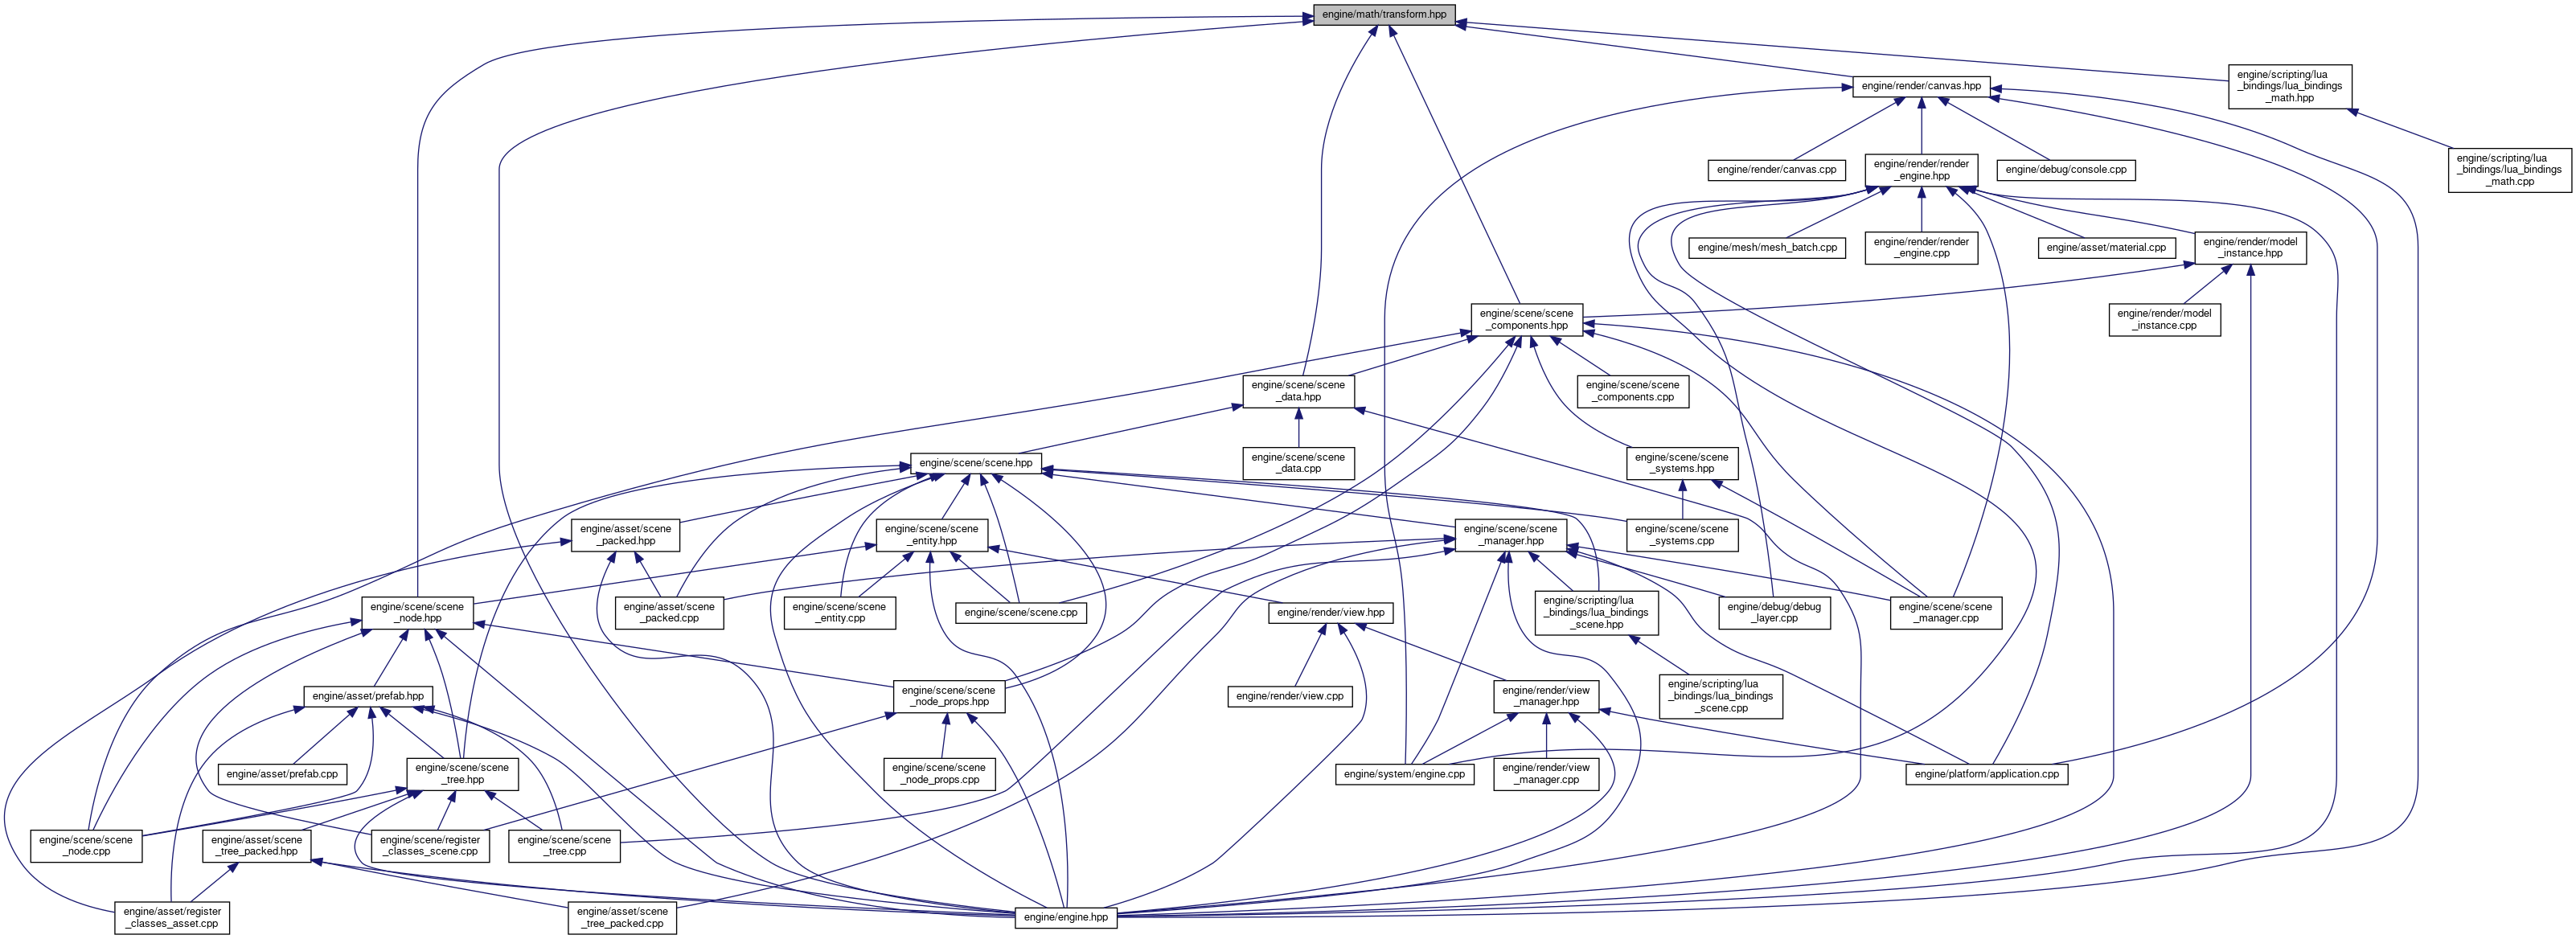 engine/math/transform.hpp
engine/render/canvas.hpp
engine/scripting/lua
_bindings/lua_bindings
_math.hpp
engine/render/canvas.cpp
engine/render/render
_engine.hpp
engine/debug/console.cpp
engine/scripting/lua
_bindings/lua_bindings
_math.cpp
engine/mesh/mesh_batch.cpp
engine/render/render
_engine.cpp
engine/asset/material.cpp
engine/render/model
_instance.hpp
engine/scene/scene
_components.hpp
engine/render/model
_instance.cpp
engine/scene/scene
_data.hpp
engine/scene/scene
_components.cpp
engine/scene/scene.hpp
engine/scene/scene
_data.cpp
engine/scene/scene
_systems.hpp
engine/asset/scene
_packed.hpp
engine/scene/scene
_entity.hpp
engine/scene/scene
_manager.hpp
engine/scene/scene
_systems.cpp
engine/scene/scene
_node.hpp
engine/asset/scene
_packed.cpp
engine/scene/scene
_entity.cpp
engine/scene/scene.cpp
engine/render/view.hpp
engine/scripting/lua
_bindings/lua_bindings
_scene.hpp
engine/debug/debug
_layer.cpp
engine/scene/scene
_manager.cpp
engine/asset/prefab.hpp
engine/scene/scene
_node_props.hpp
engine/render/view.cpp
engine/render/view
_manager.hpp
engine/scripting/lua
_bindings/lua_bindings
_scene.cpp
engine/asset/prefab.cpp
engine/scene/scene
_tree.hpp
engine/scene/scene
_node_props.cpp
engine/system/engine.cpp
engine/render/view
_manager.cpp
engine/platform/application.cpp
engine/scene/scene
_node.cpp
engine/asset/scene
_tree_packed.hpp
engine/scene/register
_classes_scene.cpp
engine/scene/scene
_tree.cpp
engine/asset/register
_classes_asset.cpp
engine/asset/scene
_tree_packed.cpp
engine/engine.hpp